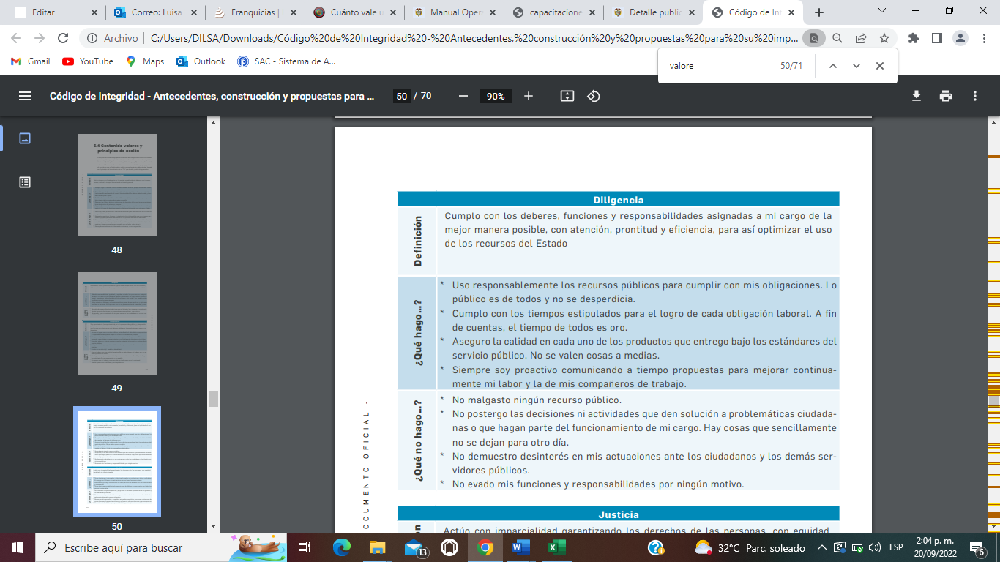 Editar
Correo: Luisa
Franquicias |
Cuánto vale u
Manual Oper
capacitacione
Detalle public
Código de Int
Archivo
C:/Users/DILSA/Downloads/Código%20de%20Integridad%20-%20Antecedentes,%20construcción%20y%20propuestas%20para%20su%20imp...
Gmail
YouTube
Maps
Outlook
SAC - Sistema de A...
valore
50/71
Código de Integridad - Antecedentes, construcción y propuestas para ...
50 / 70
90%
6.4 Contenido valores y
principios de acción
48
49
50
Diligencia
Definición
Cumplo con los deberes, funciones y responsabilidades asignadas a mi cargo de la
mejor manera posible, con atención, prontitud y eficiencia, para así optimizar el uso
de los recursos del Estado
¿Qué hago...?
* Uso responsablemente los recursos públicos para cumplir con mis obligaciones. Lo
público es de todos y no se desperdicia.
* Cumplo con los tiempos estipulados para el logro de cada obligación laboral. A fin
de cuentas, el tiempo de todos es oro.
* Aseguro la calidad en cada uno de los productos que entrego bajo los estándares del
servicio público. No se valen cosas a medias.
* Siempre soy proactivo comunicando a tiempo propuestas para mejorar continua-
mente mi labor y la de mis compañeros de trabajo.
¿Qué no hago...?
* No malgasto ningún recurso público.
* No postergo las decisiones ni actividades que den solución a problemáticas ciudada-
nas o que hagan parte del funcionamiento de mi cargo. Hay cosas que sencillamente
no se dejan para otro día.
* No demuestro desinterés en mis actuaciones ante los ciudadanos y los demás ser-
vidores públicos.
* No evado mis funciones y responsabilidades por ningún motivo.
OCUMENTO OFICIAL -
Justicia
ón
Actúo con imparcialidad garantizando los derechos de las personas, con equidad,
Escribe aquí para buscar
13
32°C Parc. soleado
ESP
2:04 p. m.
20/09/2022
6